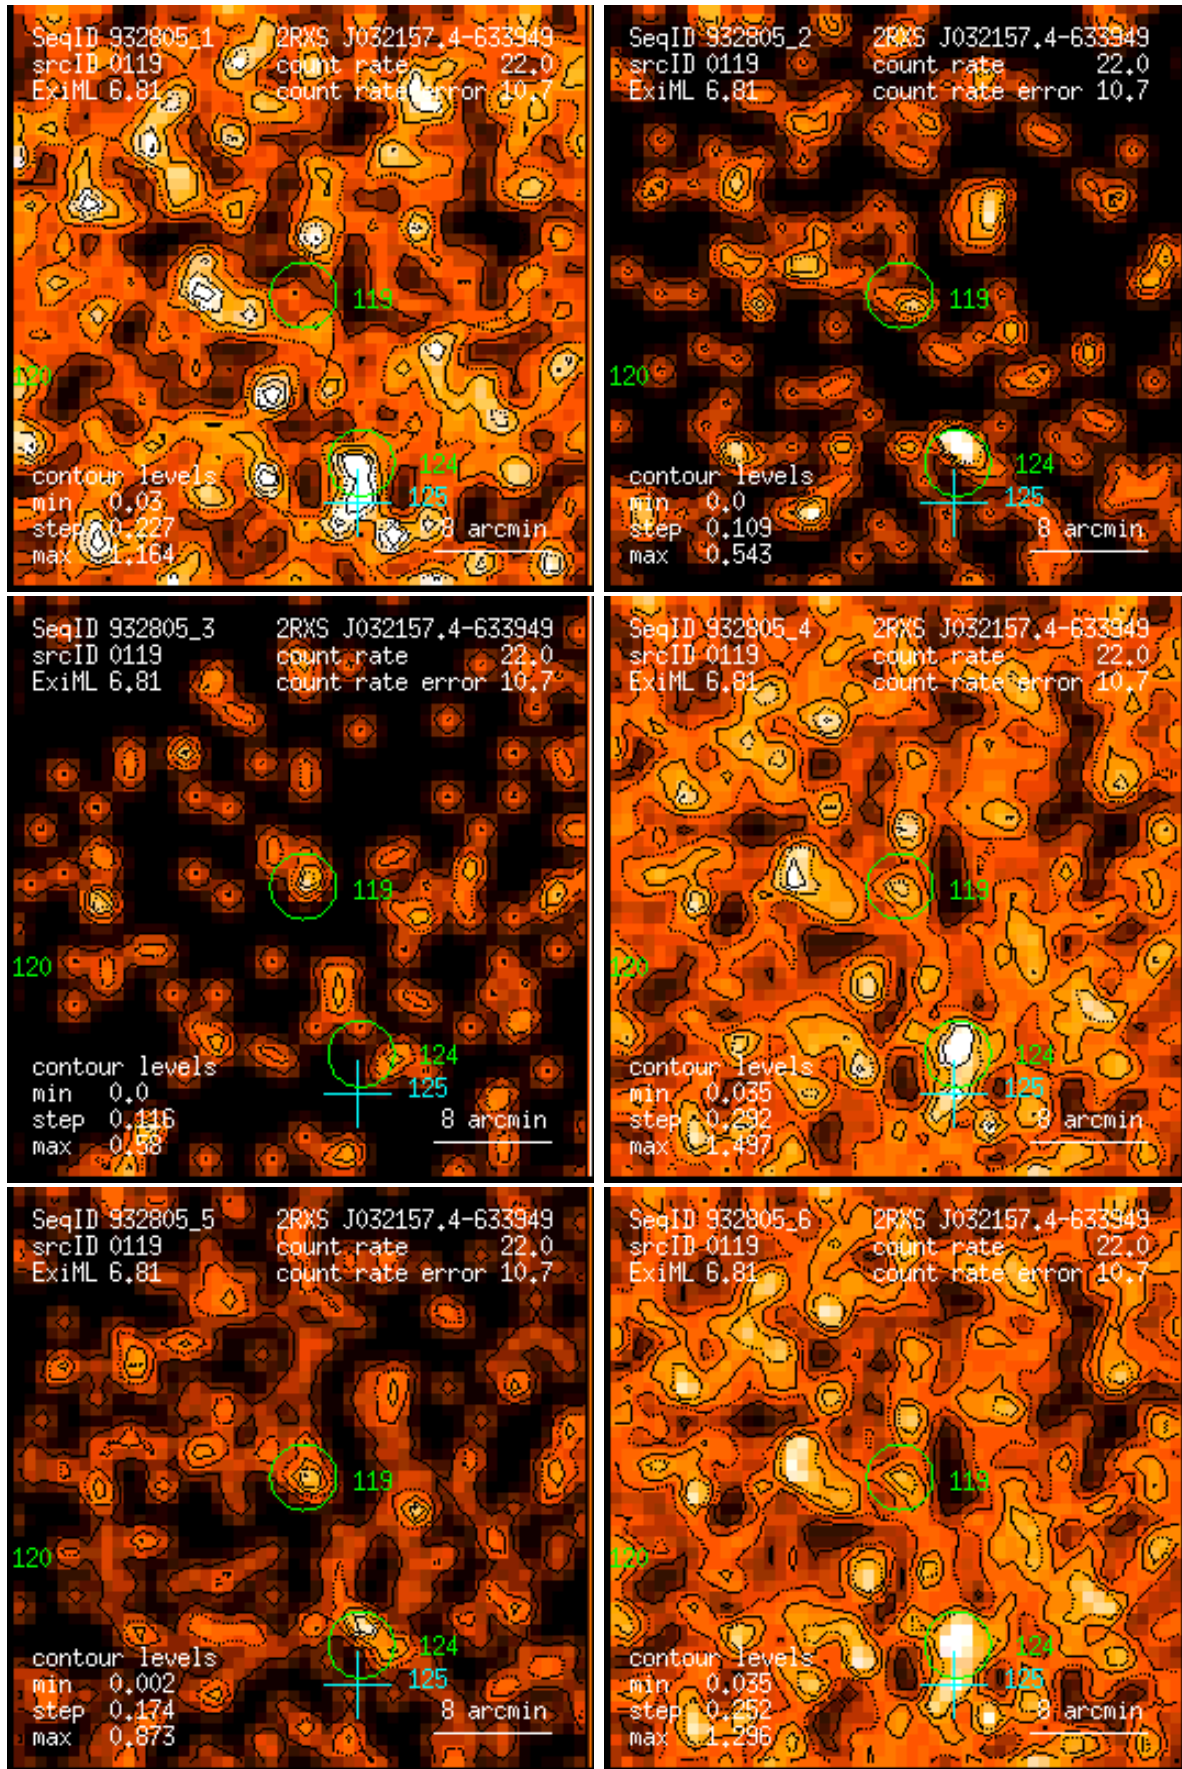 SeqID 932805_1 2RXS J032157.4-633949
srcID 0119 count rate 22.0
ExiML 6.81 count rate error 10.7
119
120
124
contour levels
125
min 0.03
step 0.227 8 arcmin
max 1.164
SeqID 932805_2 2RXS J032157.4-633949
srcID 0119 count rate 22.0
ExiML 6.81 count rate error 10.7
119
120
124
contour levels
125
min 0.0
step 0.109 8 arcmin
max 0.543
SeqID 932805_3 2RXS J032157.4-633949
srcID 0119 count rate 22.0
ExiML 6.81 count rate error 10.7
119
120
124
contour levels
125
min 0.0
step 0.116 8 arcmin
max 0.58
SeqID 932805_4 2RXS J032157.4-633949
srcID 0119 count rate 22.0
ExiML 6.81 count rate error 10.7
119
120
124
contour levels
125
min 0.035
step 0.292 8 arcmin
max 1.497
SeqID 932805_5 2RXS J032157.4-633949
srcID 0119 count rate 22.0
ExiML 6.81 count rate error 10.7
119
120
124
contour levels
125
min 0.002
step 0.174 8 arcmin
max 0.873
SeqID 932805_6 2RXS J032157.4-633949
srcID 0119 count rate 22.0
ExiML 6.81 count rate error 10.7
119
120
124
contour levels
125
min 0.035
step 0.252 8 arcmin
max 1.296